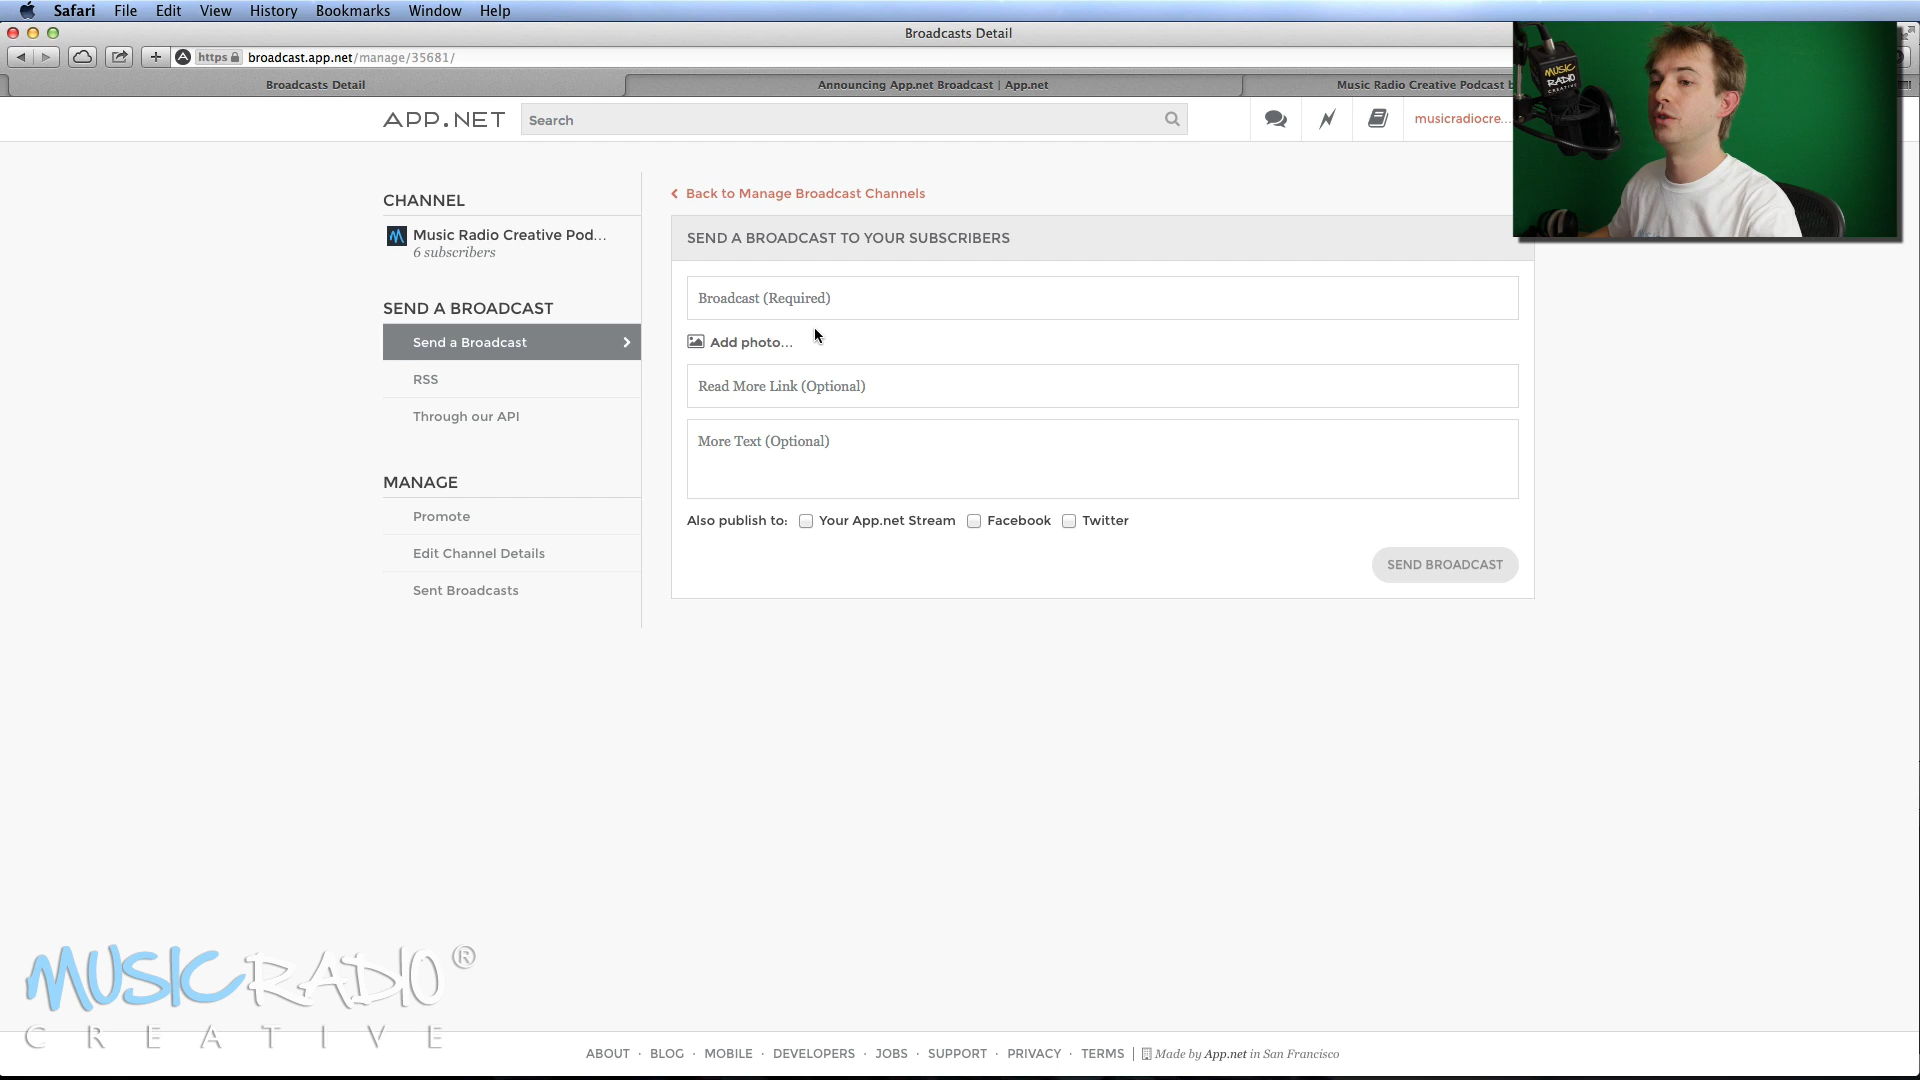 Safari File Edit View History Bookmarks Window Help
Broadcasts Detail
https broadcast.app.net/manage/35681/
Broadcasts Detail
Announcing App.net Broadcast | App.net
Music Radio Creative Podcast b
APP.NET
Search
musicradiocre...
MUSIC
RADIO
CREATIVE
CHANNEL
Music Radio Creative Pod...
6 subscribers
SEND A BROADCAST
Send a Broadcast
RSS
Through our API
MANAGE
Promote
Edit Channel Details
Sent Broadcasts
Back to Manage Broadcast Channels
SEND A BROADCAST TO YOUR SUBSCRIBERS
Broadcast (Required)
Add photo...
Read More Link (Optional)
More Text (Optional)
Also publish to: Your App.net Stream Facebook Twitter
SEND BROADCAST
MUSIC RADIO ®
CREATIVE
ABOUT · BLOG · MOBILE · DEVELOPERS · JOBS · SUPPORT · PRIVACY · TERMS | Made by App.net in San Francisco